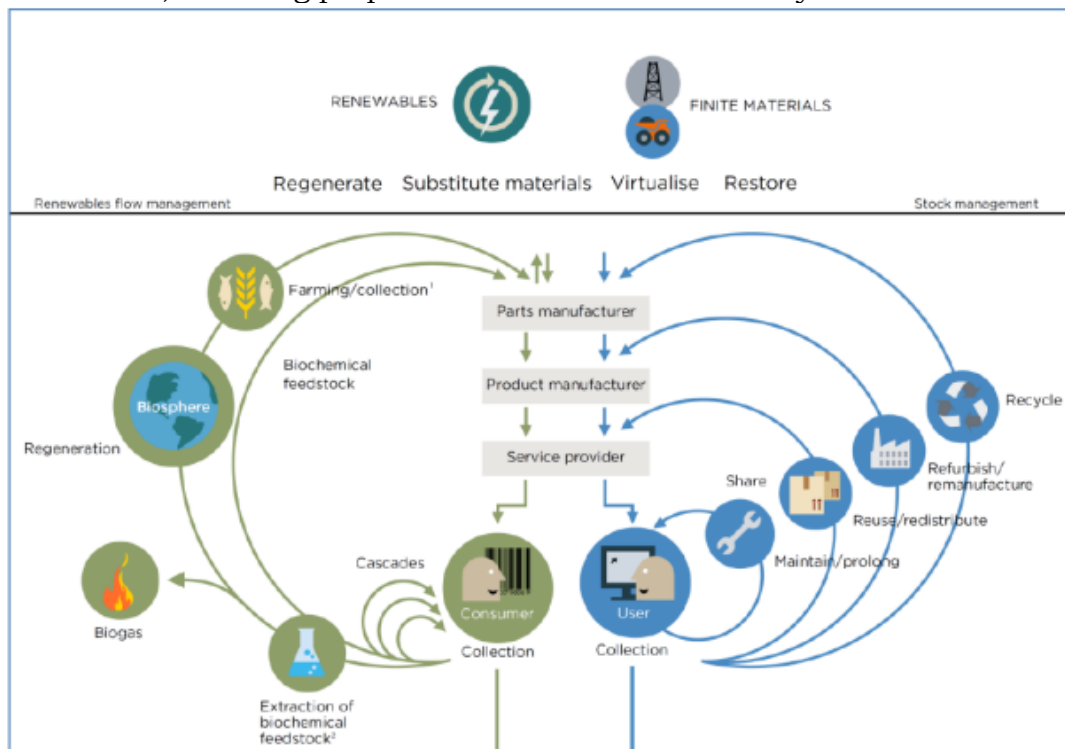 RENEWABLES
FINITE MATERIALS
Regenerate Substitute materials Virtualise Restore
Renewables flow management
Stock management
Farming/collection¹
Parts manufacturer
Biochemical
feedstock
Product manufacturer
Biosphere
Recycle
Regeneration
Service provider
Refurbish/
remanufacture
Share
Reuse/redistribute
Maintain/prolong
Cascades
Consumer
User
Biogas
Collection
Collection
Extraction of
biochemical
feedstock²